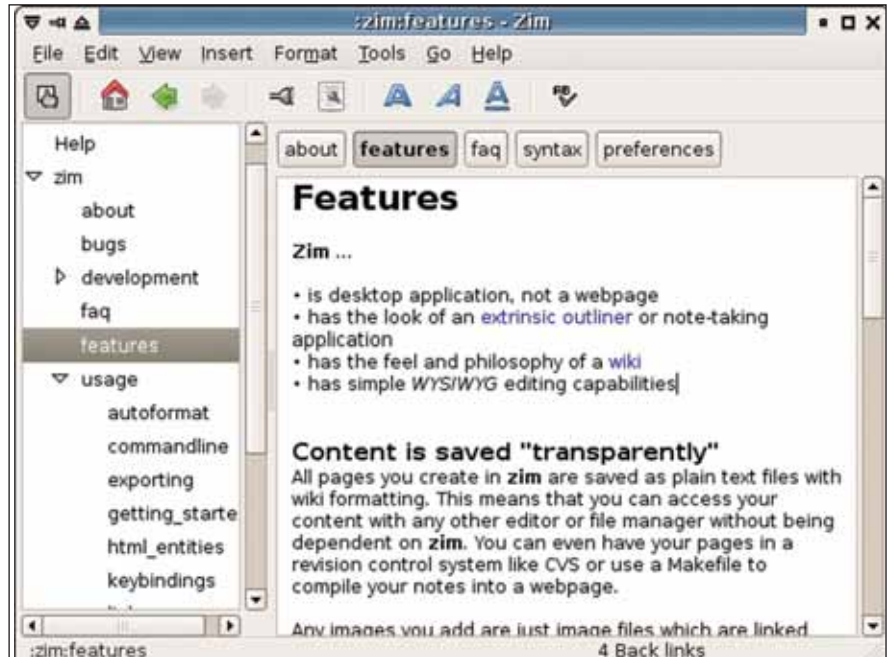 :zim:features - Zim
File Edit View Insert Format Tools Go Help
Help
zim
about
bugs
development
faq
features
usage
autoformat
commandline
exporting
getting_starte
html_entities
keybindings
about features faq syntax preferences
Features
Zim ...
• is desktop application, not a webpage
• has the look of an extrinsic outliner or note-taking
application
• has the feel and philosophy of a wiki
• has simple WYSIWYG editing capabilities
Content is saved "transparently"
All pages you create in zim are saved as plain text files with
wiki formatting. This means that you can access your
content with any other editor or file manager without being
dependent on zim. You can even have your pages in a
revision control system like CVS or use a Makefile to
compile your notes into a webpage.
Any images you add are just image files which are linked
:zim:features
4 Back links